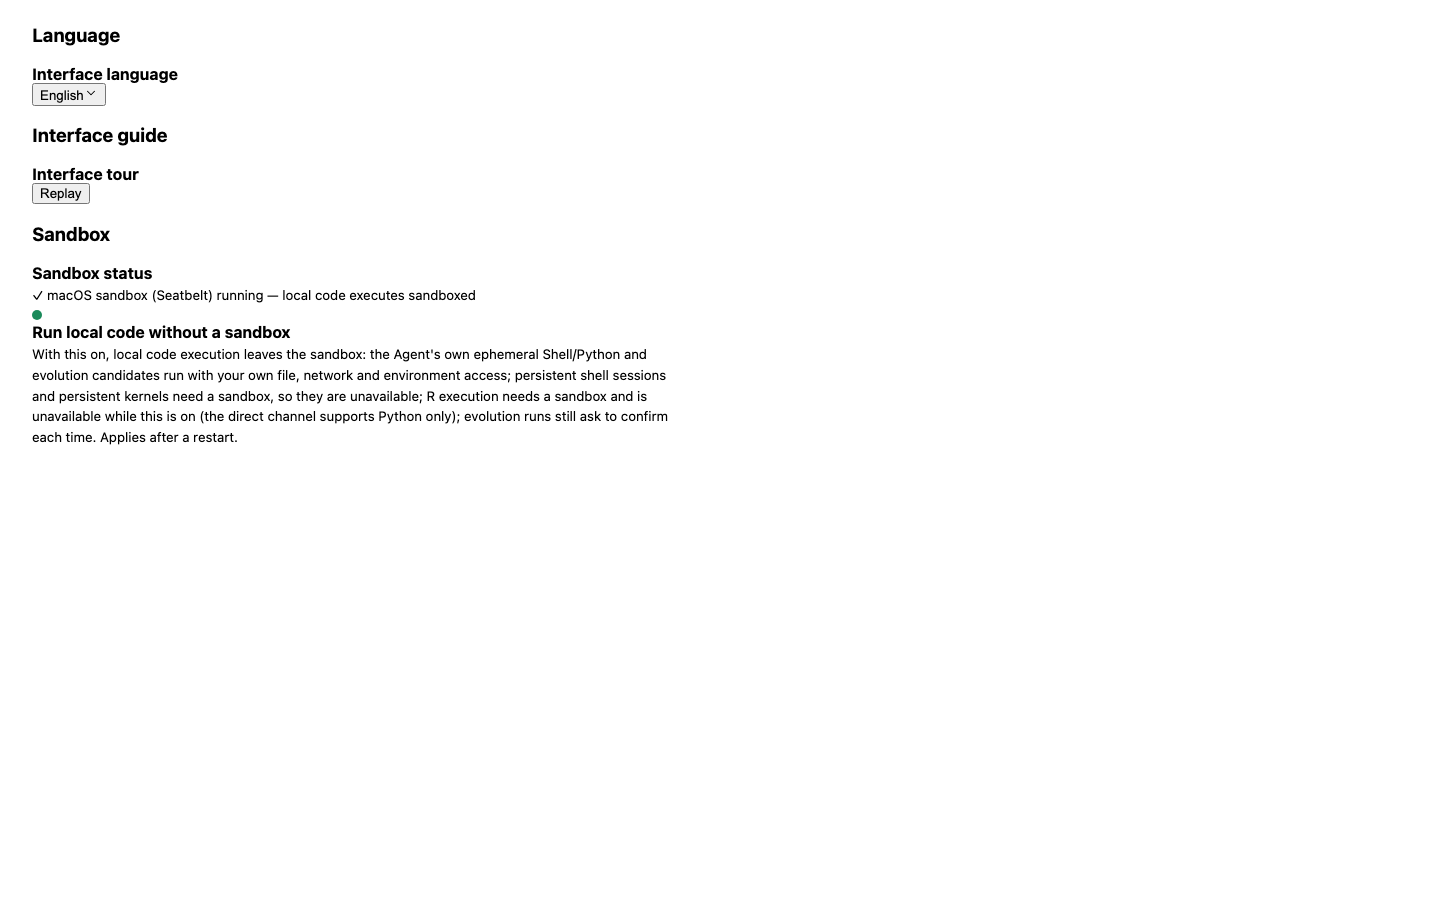 Language
Interface language
English
Interface guide
Interface tour
Replay
Sandbox
Sandbox status
✓ macOS sandbox (Seatbelt) running — local code executes sandboxed
Run local code without a sandbox
With this on, local code execution leaves the sandbox: the Agent's own ephemeral Shell/Python and
evolution candidates run with your own file, network and environment access; persistent shell sessions
and persistent kernels need a sandbox, so they are unavailable; R execution needs a sandbox and is
unavailable while this is on (the direct channel supports Python only); evolution runs still ask to confirm
each time. Applies after a restart.